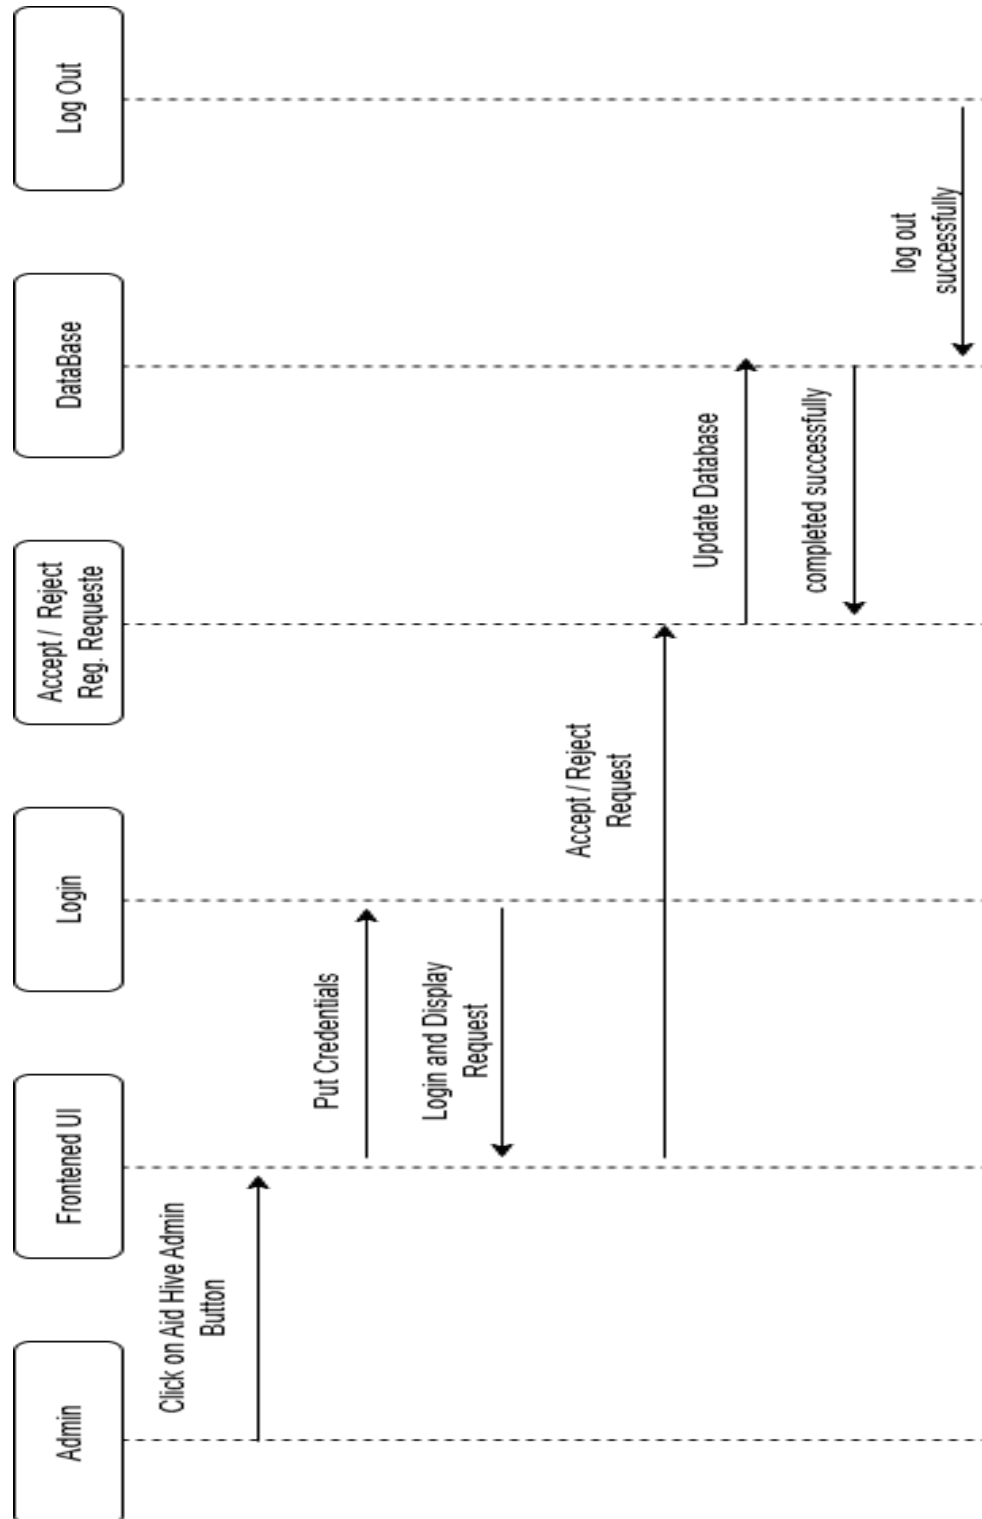 Admin
Frontened UI
Login
Accept / Reject
Reg. Requeste
DataBase
Log Out
Click on Aid Hive Admin
Button
Put Credentials
Login and Display
Request
Accept / Reject
Request
Update Database
completed successfully
log out
successfully